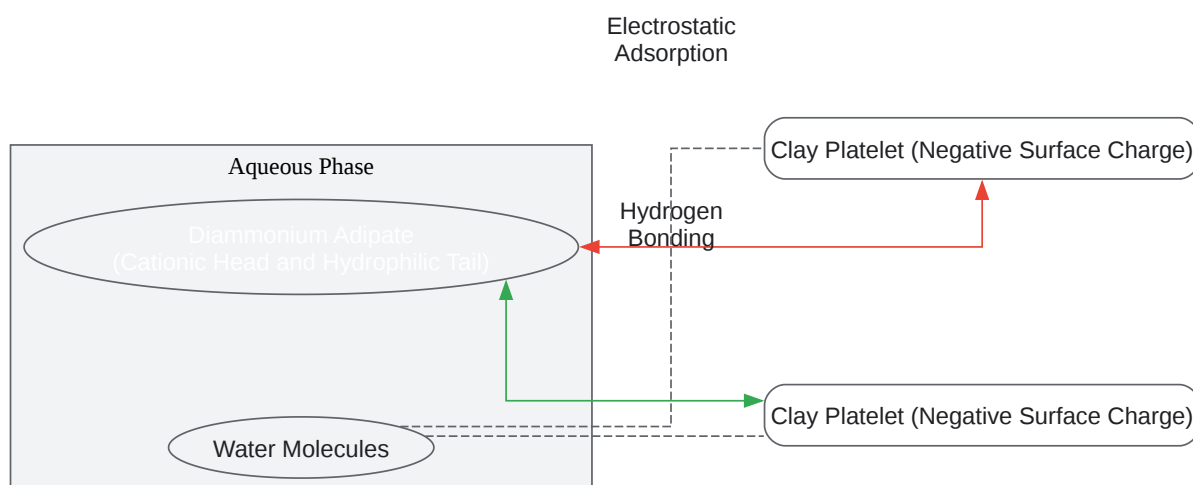 Electrostatic
Adsorption
Clay Platelet (Negative Surface Charge)
Aqueous Phase
Diammonium Adipate
(Cationic Head and Hydrophilic Tail)
Hydrogen
Bonding
Clay Platelet (Negative Surface Charge)
Water Molecules